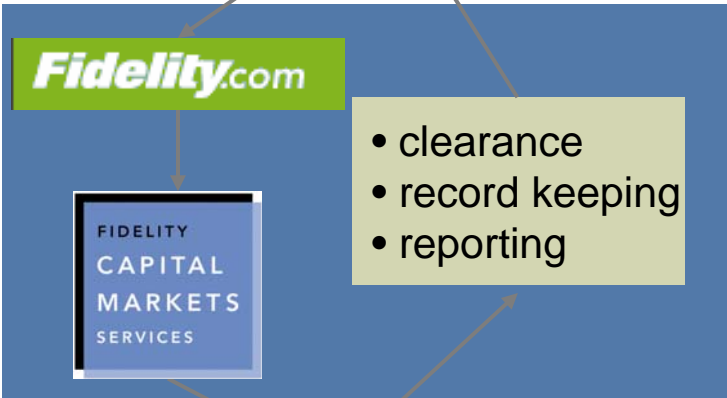 Fidelity.com
• clearance
• record keeping
• reporting
FIDELITY
CAPITAL
MARKETS
SERVICES